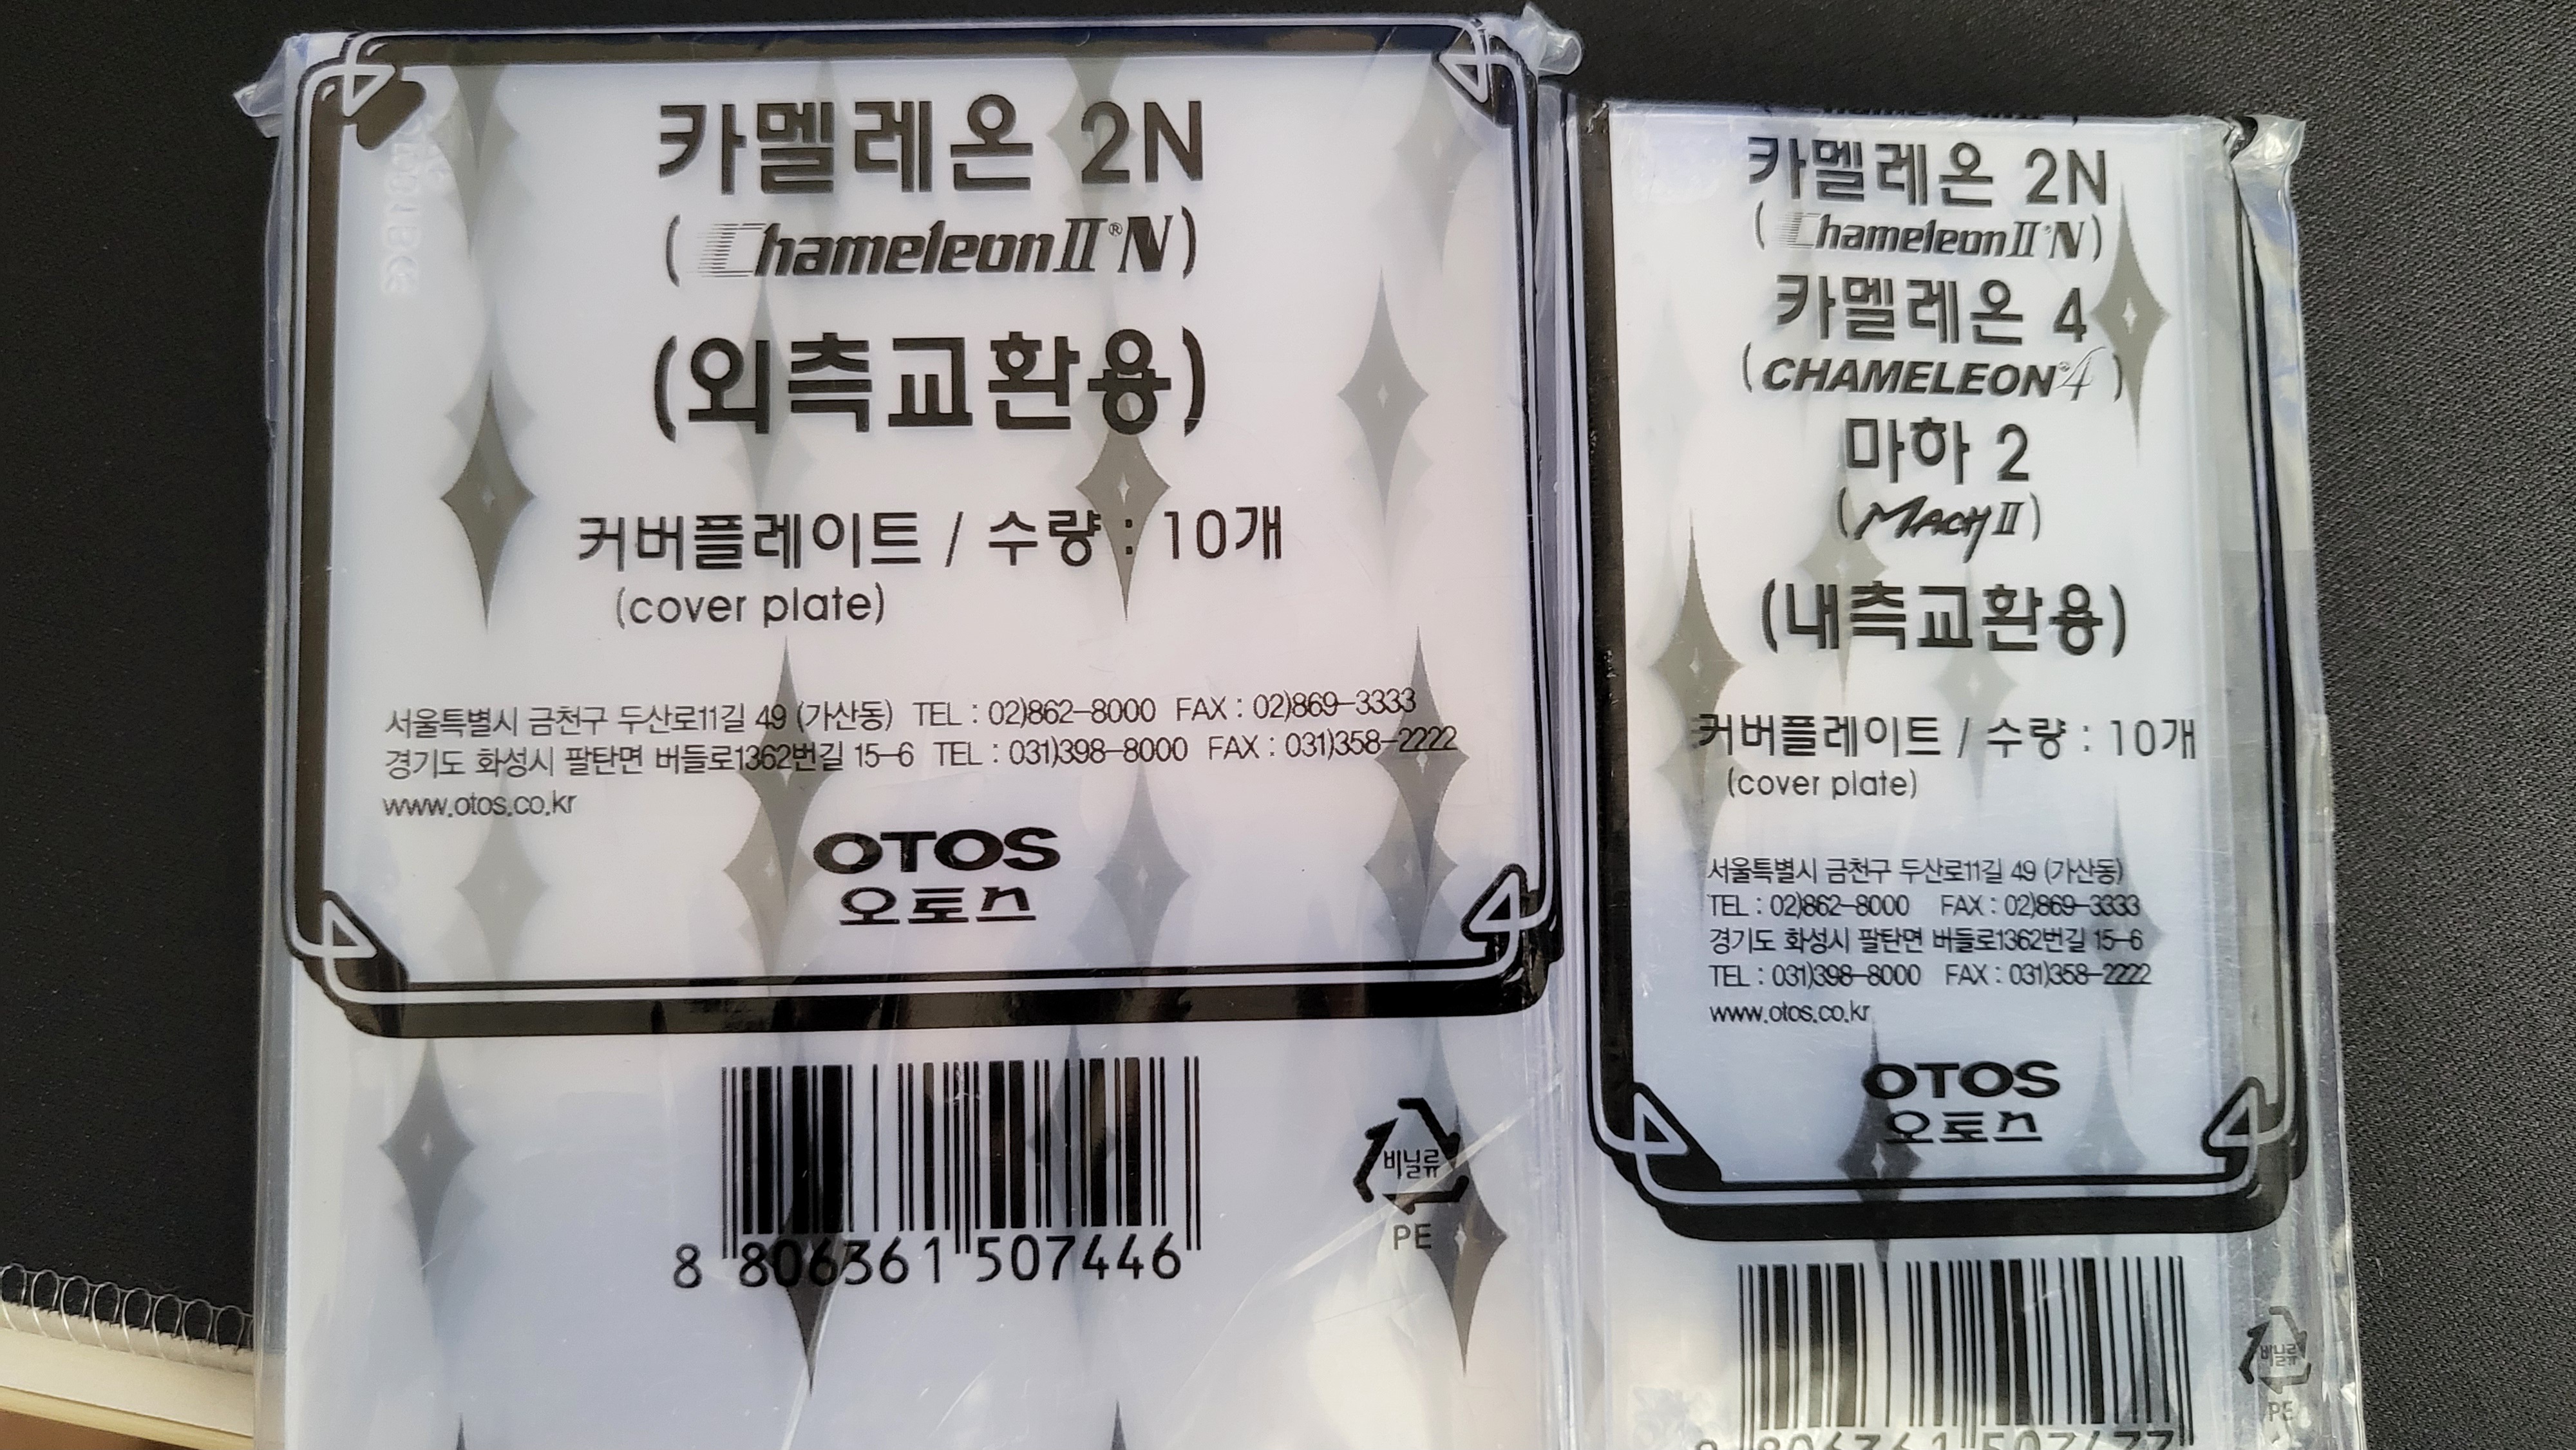 카멜레온 2N
(Chameleon II® N)
(외측교환용)
커버플레이트 / 수량 : 10개
(cover plate)
서울특별시 금천구 두산로11길 49 (가산동) TEL : 02)862-8000 FAX : 02)869-3333
경기도 화성시 팔탄면 버들로1362번길 15-6 TEL : 031)398-8000 FAX : 031)358-2222
www.otos.co.kr
OTOS
오토스
비닐류
PE
8 806361 507446
카멜레온 2N
(Chameleon II® N)
카멜레온 4
(CHAMELEON® 4)
마하 2
(MACH II)
(내측교환용)
커버플레이트 / 수량 : 10개
(cover plate)
서울특별시 금천구 두산로11길 49 (가산동)
TEL : 02)862-8000 FAX : 02)869-3333
경기도 화성시 팔탄면 버들로1362번길 15-6
TEL : 031)398-8000 FAX : 031)358-2222
www.otos.co.kr
OTOS
오토스
비닐류
PE